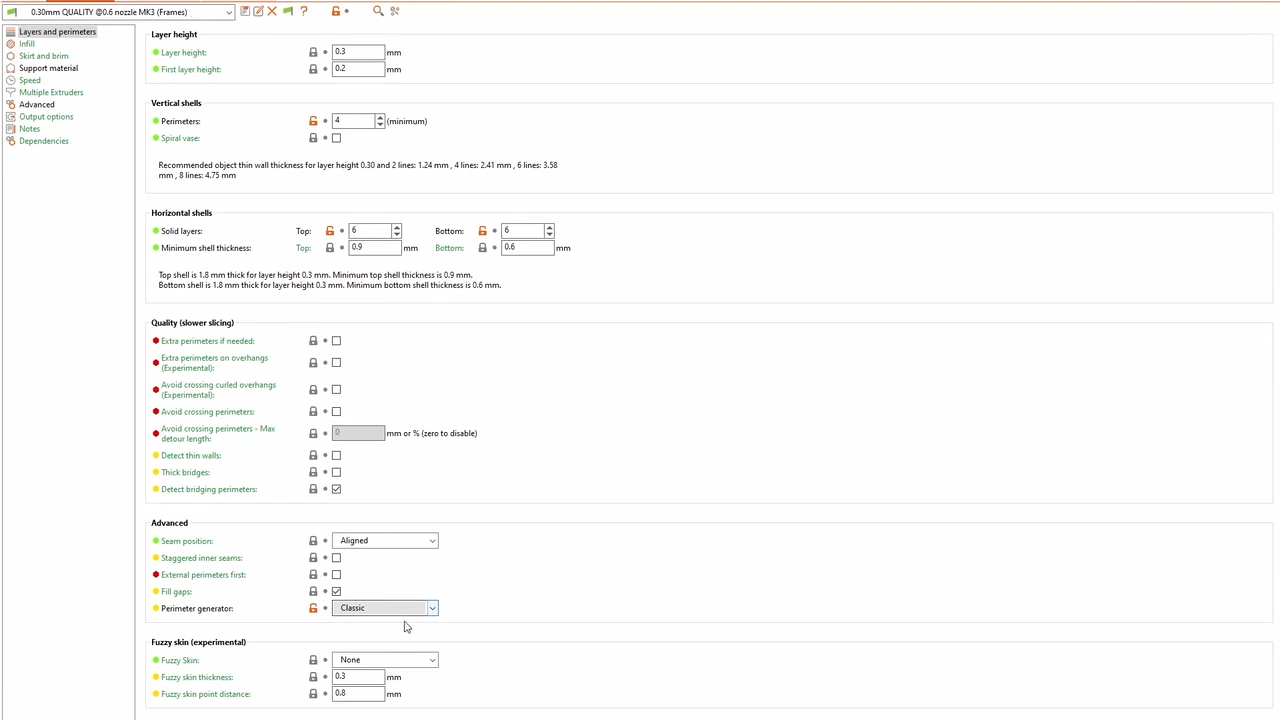 0.30mm QUALITY @0.6 nozzle MK3 (Frames)
Layers and perimeters
Infill
Skirt and brim
Support material
Speed
Multiple Extruders
Advanced
Output options
Notes
Dependencies
Layer height
Layer height: 0.3 mm
First layer height: 0.2 mm
Vertical shells
Perimeters: 4 (minimum)
Spiral vase:
Recommended object thin wall thickness for layer height 0.30 and 2 lines: 1.24 mm , 4 lines: 2.41 mm , 6 lines: 3.58
mm , 8 lines: 4.75 mm
Horizontal shells
Solid layers: Top: 6 Bottom: 6
Minimum shell thickness: Top: 0.9 mm Bottom: 0.6 mm
Top shell is 1.8 mm thick for layer height 0.3 mm. Minimum top shell thickness is 0.9 mm.
Bottom shell is 1.8 mm thick for layer height 0.3 mm. Minimum bottom shell thickness is 0.6 mm.
Quality (slower slicing)
Extra perimeters if needed:
Extra perimeters on overhangs
(Experimental):
Avoid crossing curled overhangs
(Experimental):
Avoid crossing perimeters:
Avoid crossing perimeters - Max
detour length: 0 mm or % (zero to disable)
Detect thin walls:
Thick bridges:
Detect bridging perimeters:
Advanced
Seam position: Aligned
Staggered inner seams:
External perimeters first:
Fill gaps:
Perimeter generator: Classic
Fuzzy skin (experimental)
Fuzzy Skin: None
Fuzzy skin thickness: 0.3 mm
Fuzzy skin point distance: 0.8 mm